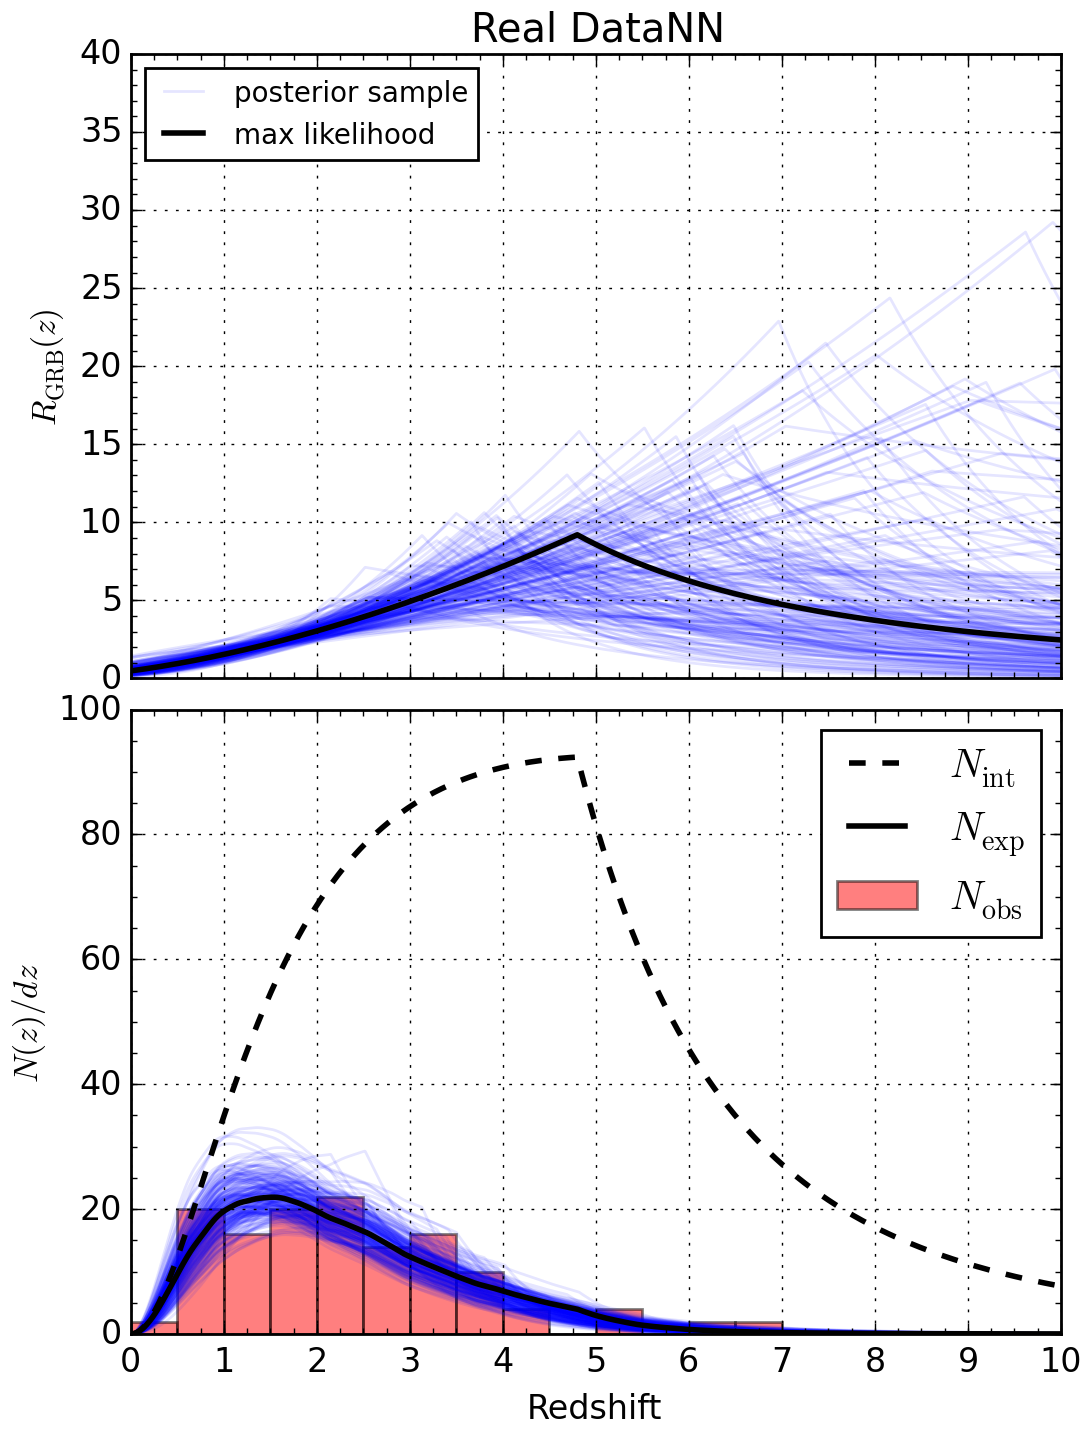 Real DataNN
40
35
30
25
20
15
10
5
0
R_GRB(z)
posterior sample
max likelihood
100
80
60
40
20
0
N(z)/dz
N_int
N_exp
N_obs
0 1 2 3 4 5 6 7 8 9 10
Redshift